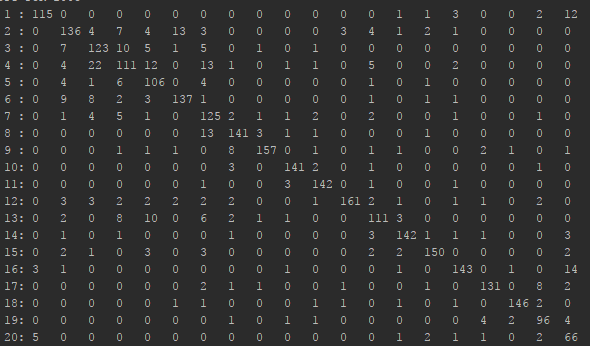 1 : 115 0 0 0 0 0 0 0 0 0 0 0 0 1 1 3 0 0 2 12
2 : 0 136 4 7 4 13 3 0 0 0 0 3 4 1 2 1 0 0 0 0
3 : 0 7 123 10 5 1 5 0 1 0 1 0 0 0 0 0 0 0 0 0
4 : 0 4 22 111 12 0 13 1 0 1 1 0 5 0 0 2 0 0 0 0
5 : 0 4 1 6 106 0 4 0 0 0 0 0 1 0 1 0 0 0 0 0
6 : 0 9 8 2 3 137 1 0 0 0 0 0 1 0 1 1 0 0 0 0
7 : 0 1 4 5 1 0 125 2 1 1 2 0 2 0 0 1 0 0 1 0
8 : 0 0 0 0 0 0 13 141 3 1 1 0 0 0 1 0 0 0 0 0
9 : 0 0 0 1 1 1 0 8 157 0 1 0 0 1 1 0 2 1 0 1
10: 0 0 0 0 0 0 0 3 0 141 2 0 1 0 0 0 0 0 1 0
11: 0 0 0 0 0 0 1 0 0 3 142 0 1 0 0 0 0 0 0 0
12: 0 3 3 2 2 2 2 2 0 0 1 161 2 1 0 1 1 0 2 0
13: 0 2 0 8 10 0 6 2 1 1 0 0 111 3 0 0 0 0 0 0
14: 0 1 0 1 0 0 1 0 0 0 0 0 3 142 1 1 1 0 0 3
15: 0 2 1 0 3 0 3 0 0 0 0 0 2 2 150 0 0 0 0 2
16: 3 1 0 0 0 0 0 0 0 1 0 0 0 1 0 143 0 1 0 14
17: 0 0 0 0 0 0 2 1 1 0 0 1 0 0 1 0 131 0 8 2
18: 0 0 0 0 0 1 1 0 0 0 1 1 0 1 1 0 0 146 2 0
19: 0 0 0 0 0 0 0 1 0 1 1 0 0 0 0 0 4 2 96 4
20: 5 0 0 0 0 0 0 0 0 0 0 0 0 1 2 1 1 0 2 66